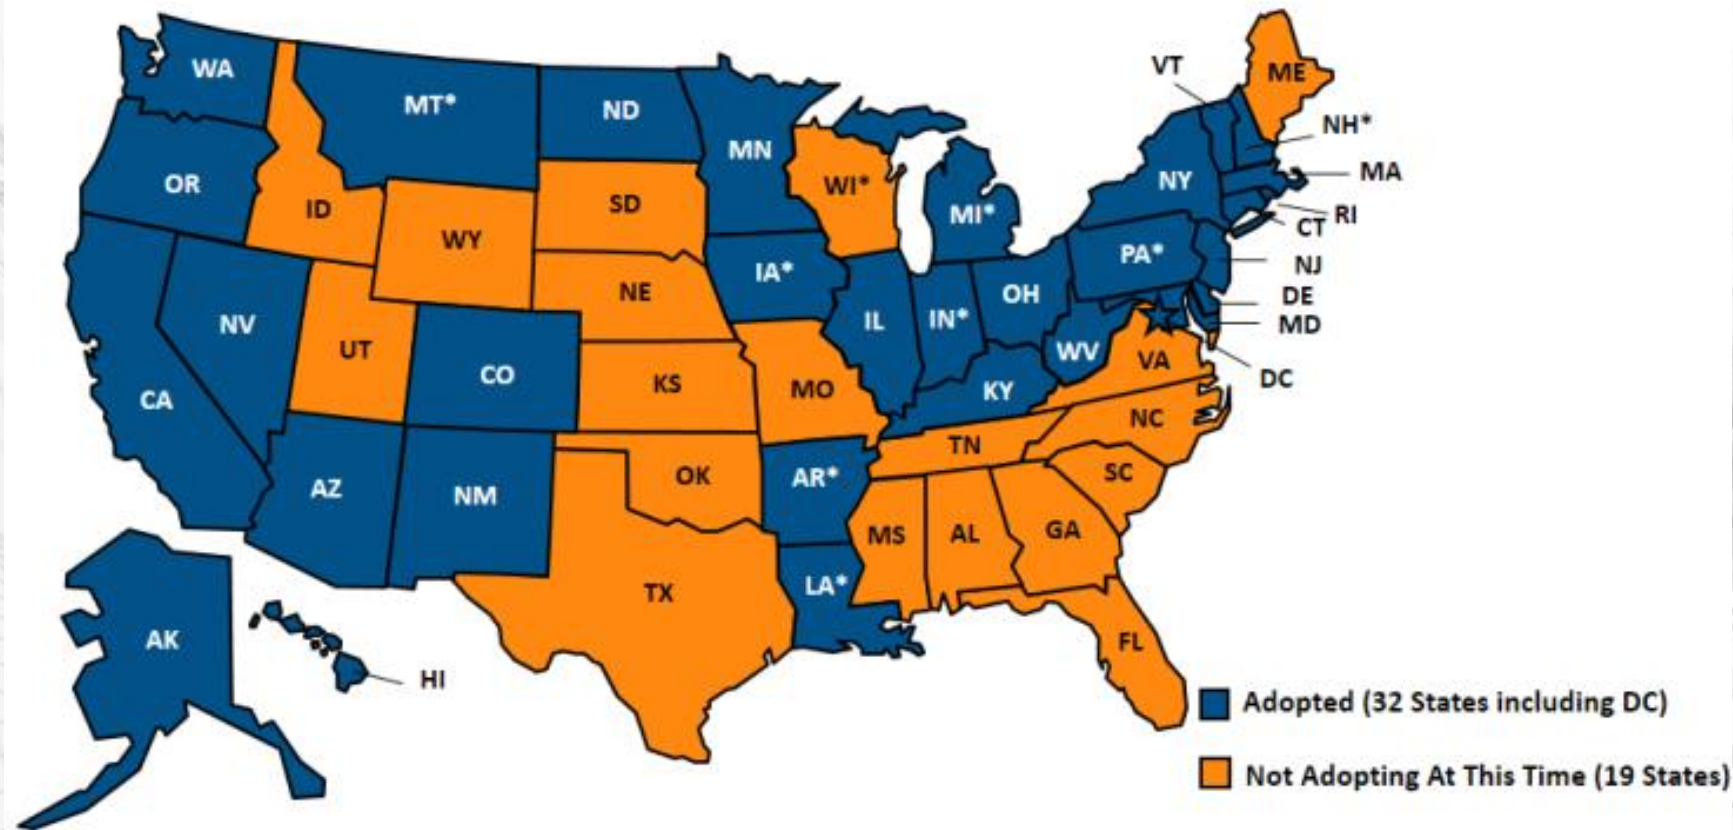 WA
MT*
ND
MN
VT
ME
NH*
MA
OR
ID
WY
SD
WI*
MI*
NY
RI
CT
NV
UT
NE
IA*
IL
IN*
OH
PA*
NJ
DE
MD
CA
CO
KS
MO
KY
WV
VA
DC
AZ
NM
OK
AR*
TN
NC
SC
TX
LA*
MS
AL
GA
FL
AK
HI
Adopted (32 States including DC)
Not Adopting At This Time (19 States)